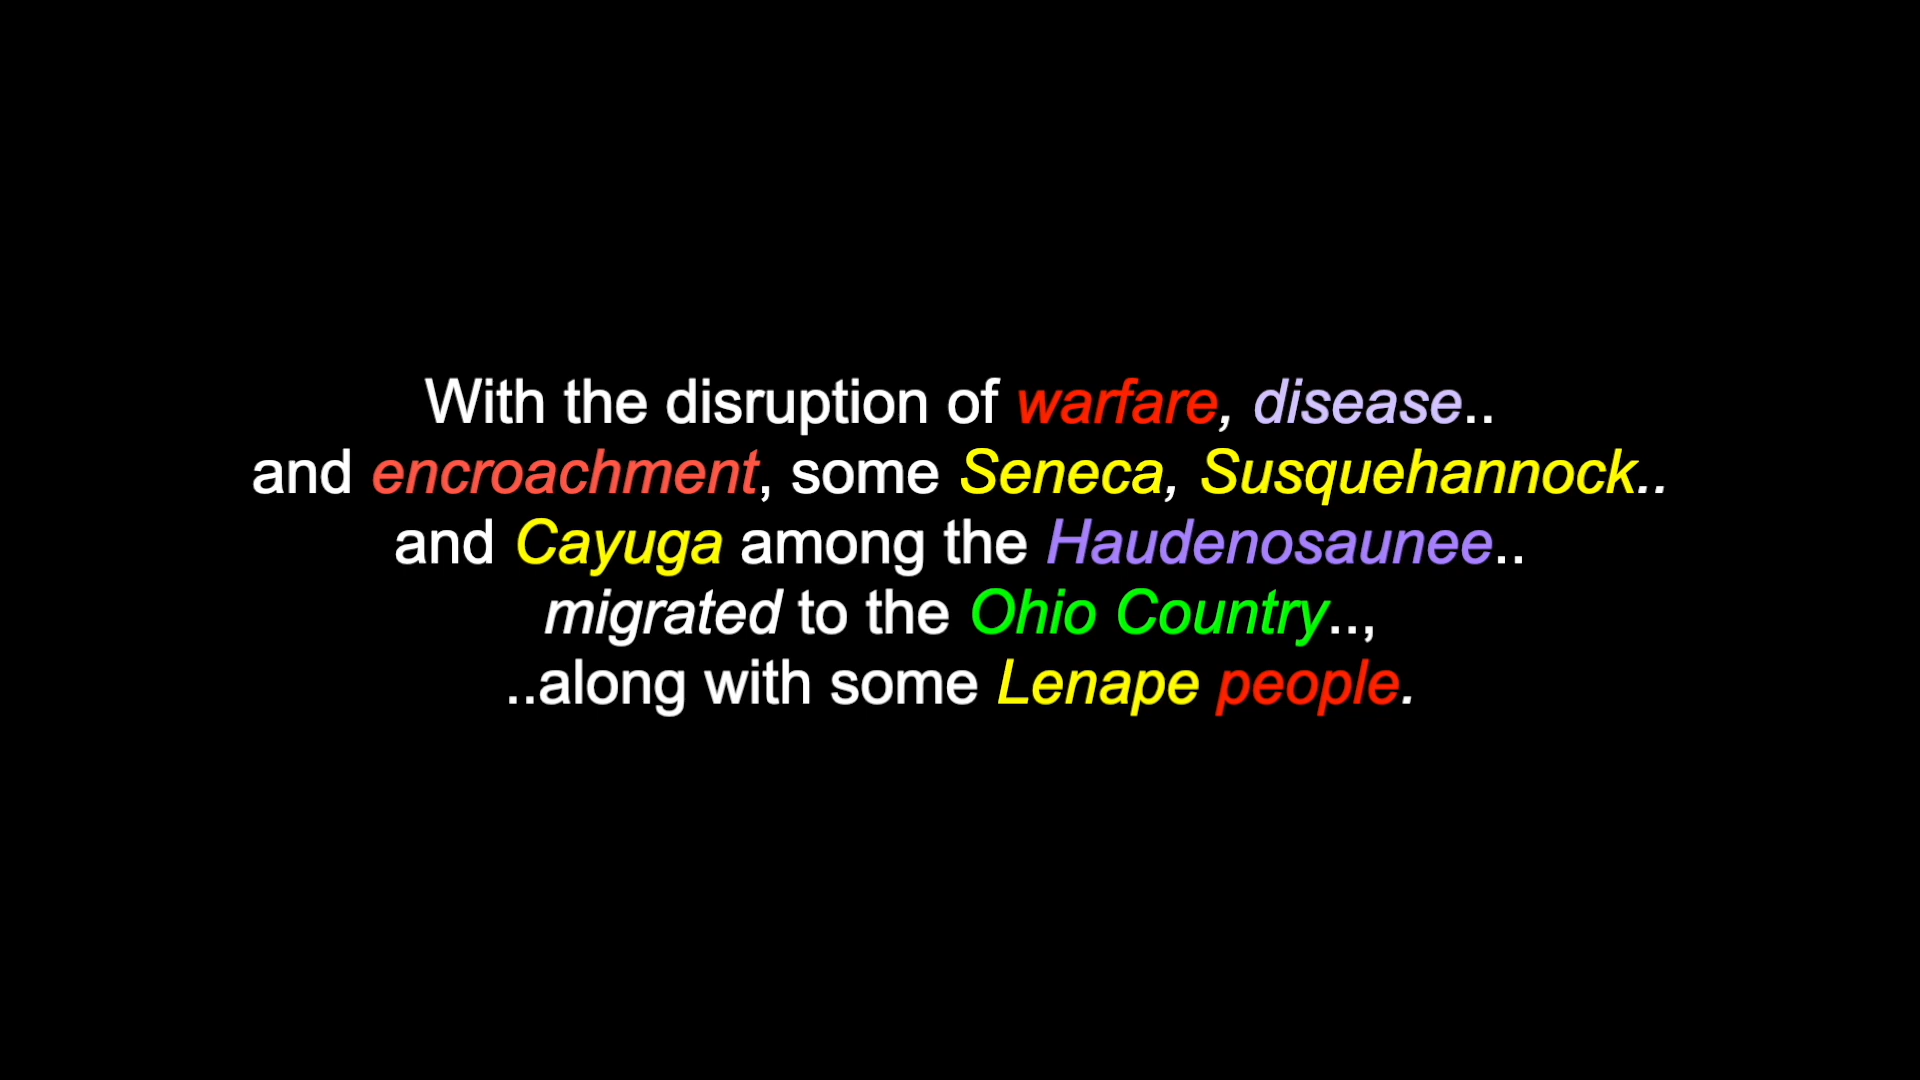 With the disruption of warfare, disease..
and encroachment, some Seneca, Susquehannock..
and Cayuga among the Haudenosaunee..
migrated to the Ohio Country..,
..along with some Lenape people.